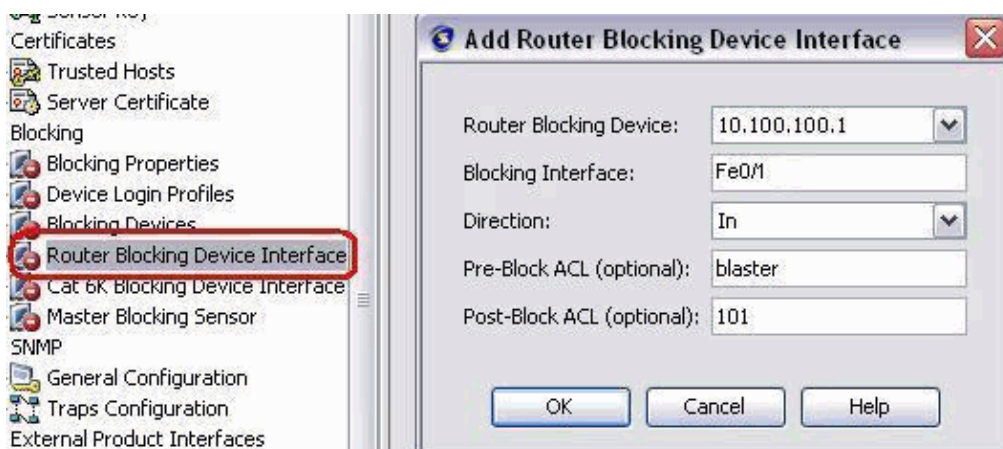 Sensor Key
Certificates
Trusted Hosts
Server Certificate
Blocking
Blocking Properties
Device Login Profiles
Blocking Devices
Router Blocking Device Interface
Cat 6K Blocking Device Interface
Master Blocking Sensor
SNMP
General Configuration
Traps Configuration
External Product Interfaces
Add Router Blocking Device Interface
Router Blocking Device: 10.100.100.1
Blocking Interface: Fe0/1
Direction: In
Pre-Block ACL (optional): blaster
Post-Block ACL (optional): 101
OK Cancel Help